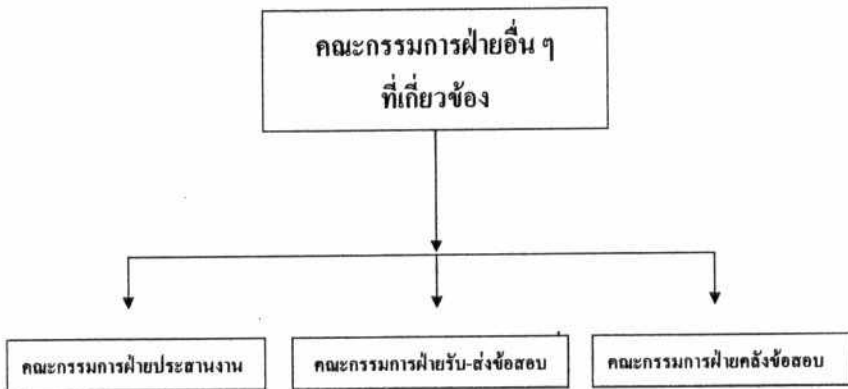 คณะกรรมการฝ่ายอื่น ๆ
ที่เกี่ยวข้อง
คณะกรรมการฝ่ายประสานงาน
คณะกรรมการฝ่ายรับ-ส่งข้อสอบ
คณะกรรมการฝ่ายคลังข้อสอบ